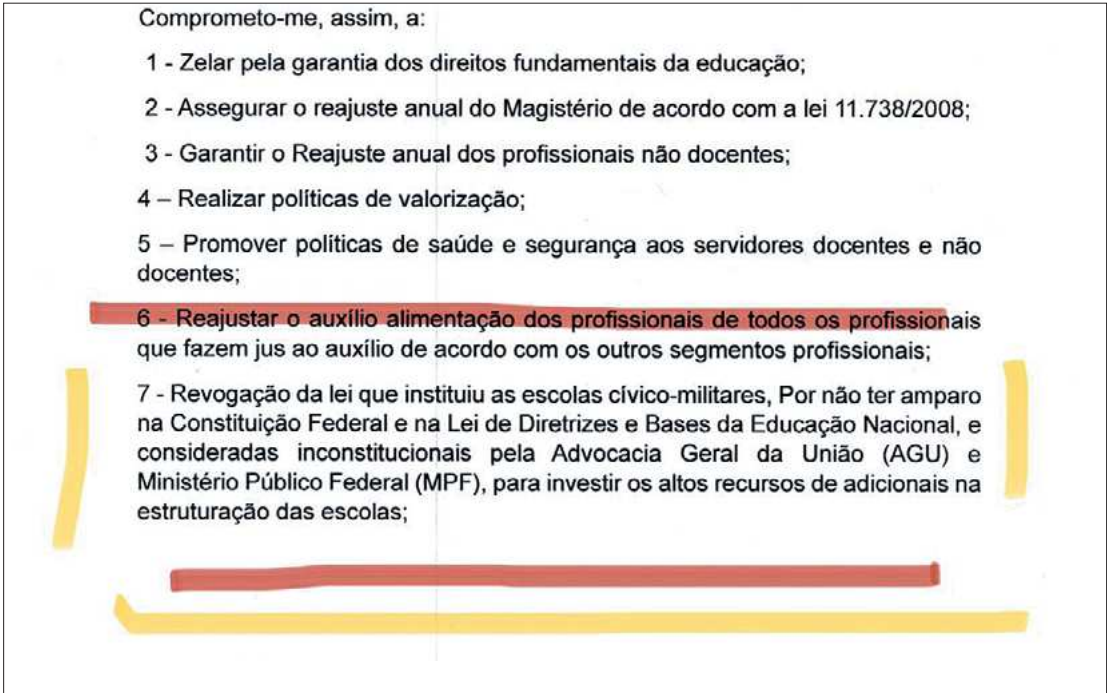 Comprometo-me, assim, a:
1 - Zelar pela garantia dos direitos fundamentais da educação;
2 - Assegurar o reajuste anual do Magistério de acordo com a lei 11.738/2008;
3 - Garantir o Reajuste anual dos profissionais não docentes;
4 – Realizar políticas de valorização;
5 – Promover políticas de saúde e segurança aos servidores docentes e não
docentes;
6 - Reajustar o auxílio alimentação dos profissionais de todos os profissionais
que fazem jus ao auxílio de acordo com os outros segmentos profissionais;
7 - Revogação da lei que instituiu as escolas cívico-militares, Por não ter amparo
na Constituição Federal e na Lei de Diretrizes e Bases da Educação Nacional, e
consideradas inconstitucionais pela Advocacia Geral da União (AGU) e
Ministério Público Federal (MPF), para investir os altos recursos de adicionais na
estruturação das escolas;